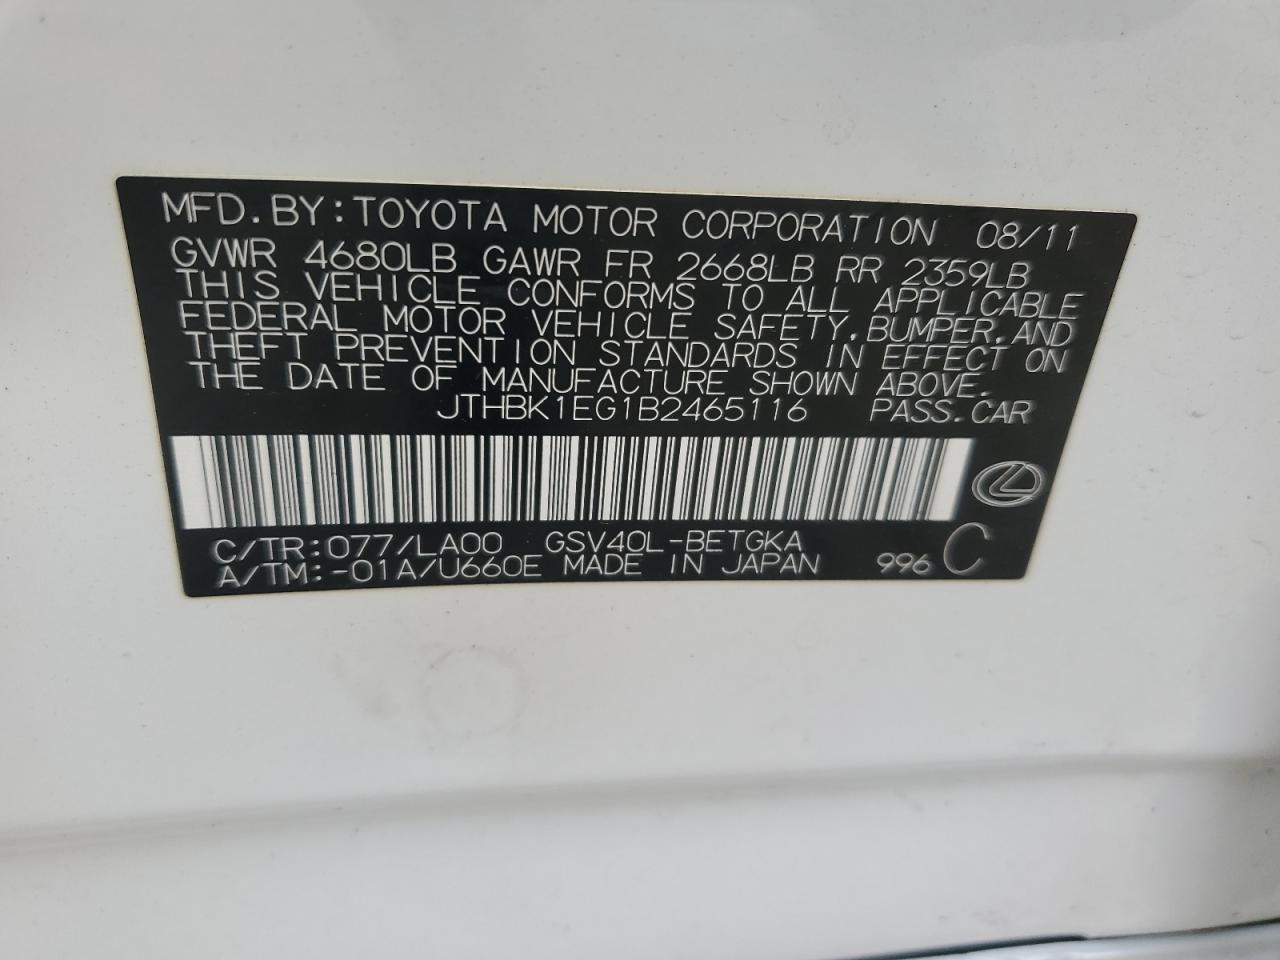 MFD.BY:TOYOTA MOTOR CORPORATION 08/11
GVWR 4680LB GAWR FR 2668LB RR 2359LB
THIS VEHICLE CONFORMS TO ALL APPLICABLE
FEDERAL MOTOR VEHICLE SAFETY,BUMPER,AND
THEFT PREVENTION STANDARDS IN EFFECT ON
THE DATE OF MANUFACTURE SHOWN ABOVE.
JTHBK1EG1B2465116 PASS.CAR
C/TR:077/LA00 GSV40L-BETGKA
A/TM:-01A/U660E MADE IN JAPAN 996 C